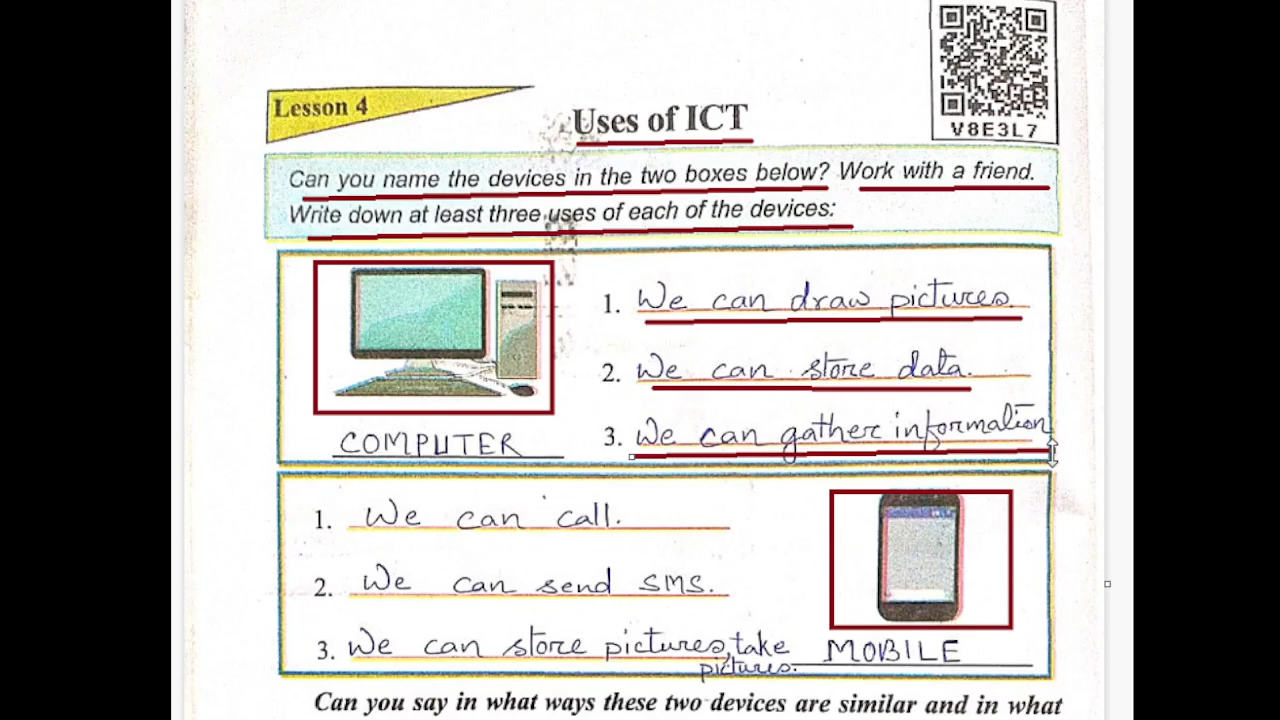 V8E3L7
Lesson 4
Uses of ICT
Can you name the devices in the two boxes below? Work with a friend.
Write down at least three uses of each of the devices:
1. We can draw pictures.
2. We can store data.
3. We can gather information
COMPUTER
1. We can call.
2. We can send SMS.
3. We can store pictures, take
pictures.
MOBILE
Can you say in what ways these two devices are similar and in what